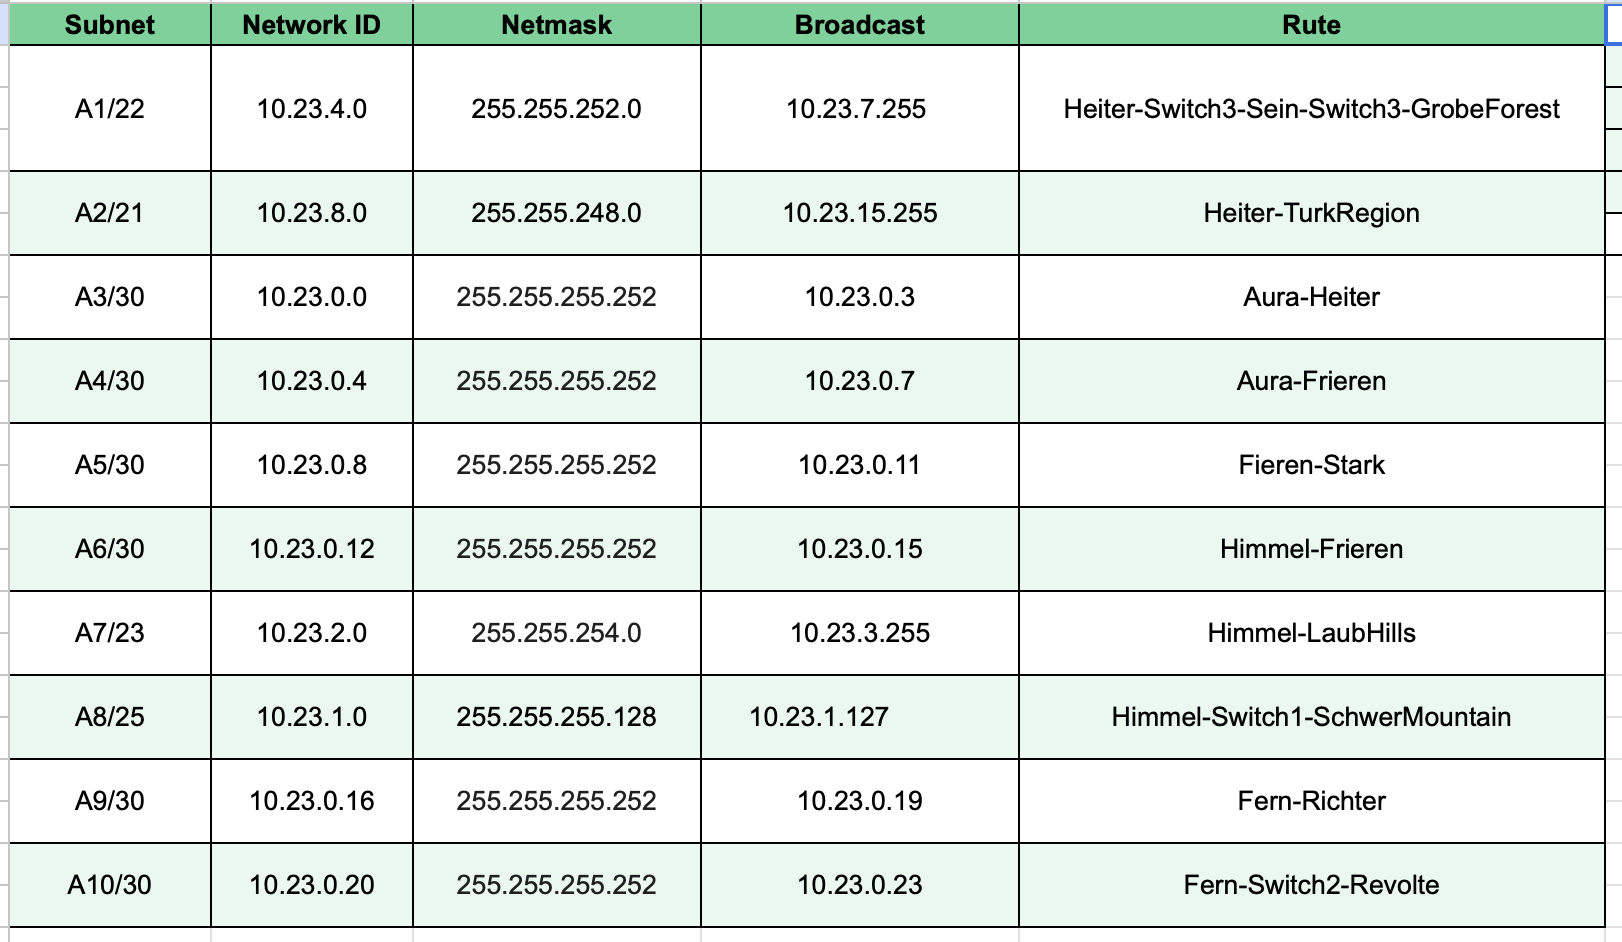 Subnet Network ID Netmask Broadcast Rute
A1/22 10.23.4.0 255.255.252.0 10.23.7.255 Heiter-Switch3-Sein-Switch3-GrobeForest
A2/21 10.23.8.0 255.255.248.0 10.23.15.255 Heiter-TurkRegion
A3/30 10.23.0.0 255.255.255.252 10.23.0.3 Aura-Heiter
A4/30 10.23.0.4 255.255.255.252 10.23.0.7 Aura-Frieren
A5/30 10.23.0.8 255.255.255.252 10.23.0.11 Fieren-Stark
A6/30 10.23.0.12 255.255.255.252 10.23.0.15 Himmel-Frieren
A7/23 10.23.2.0 255.255.254.0 10.23.3.255 Himmel-LaubHills
A8/25 10.23.1.0 255.255.255.128 10.23.1.127 Himmel-Switch1-SchwerMountain
A9/30 10.23.0.16 255.255.255.252 10.23.0.19 Fern-Richter
A10/30 10.23.0.20 255.255.255.252 10.23.0.23 Fern-Switch2-Revolte